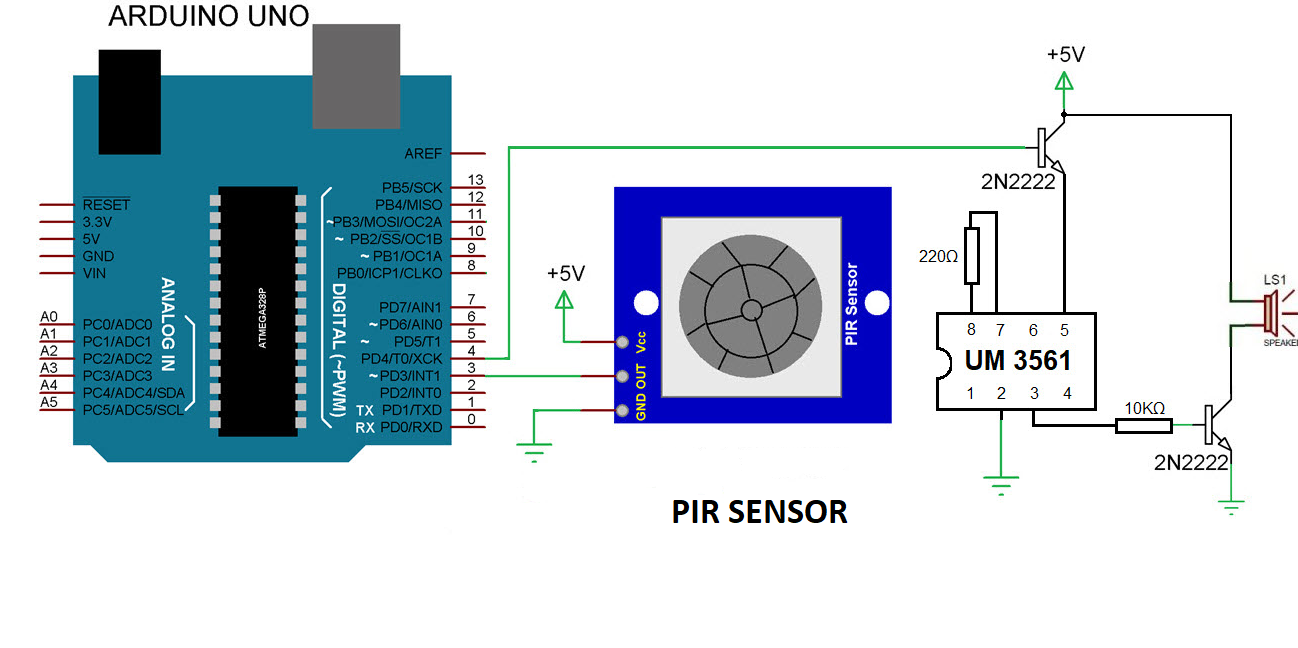 ARDUINO UNO
AREF
PB5/SCK 13
PB4/MISO 12
~PB3/MOSI/OC2A 11
~ PB2/SS/OC1B 10
~ PB1/OC1A 9
PB0/ICP1/CLKO 8
PD7/AIN1 7
~PD6/AIN0 6
~ PD5/T1 5
PD4/T0/XCK 4
~PD3/INT1 3
PD2/INT0 2
TX PD1/TXD 1
RX PD0/RXD 0
DIGITAL (~PWM)
RESET
3.3V
5V
GND
VIN
A0 PC0/ADC0
A1 PC1/ADC1
A2 PC2/ADC2
A3 PC3/ADC3
A4 PC4/ADC4/SDA
A5 PC5/ADC5/SCL
ANALOG IN
ATMEGA328P
+5V
Vcc
OUT
GND
PIR Sensor
PIR SENSOR
+5V
2N2222
220Ω
8 7 6 5
UM 3561
1 2 3 4
10KΩ
2N2222
LS1